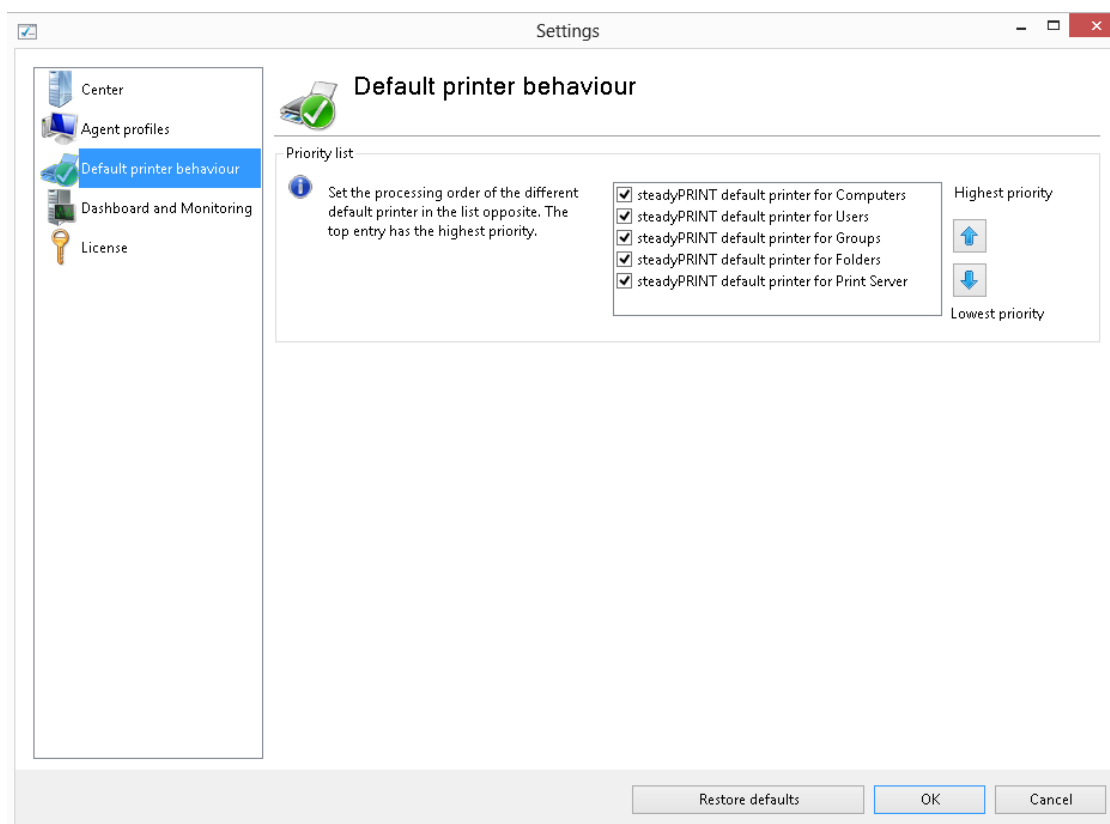 Settings
Center
Agent profiles
Default printer behaviour
Dashboard and Monitoring
License
Default printer behaviour
Priority list
Set the processing order of the different
default printer in the list opposite. The
top entry has the highest priority.
steadyPRINT default printer for Computers
steadyPRINT default printer for Users
steadyPRINT default printer for Groups
steadyPRINT default printer for Folders
steadyPRINT default printer for Print Server
Highest priority
Lowest priority
Restore defaults
OK
Cancel